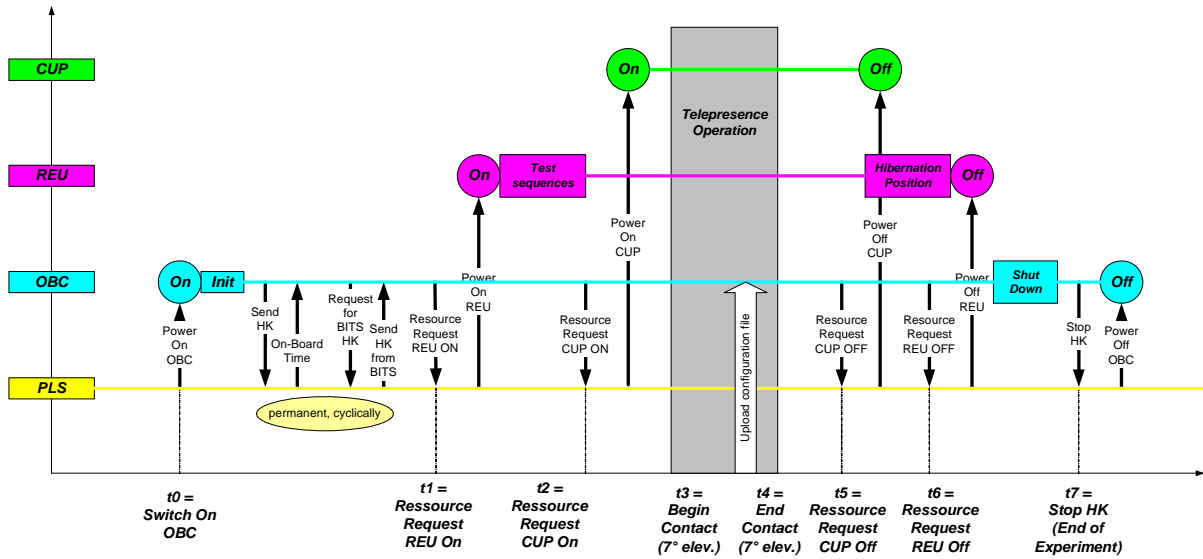 CUP
On
Off
Telepresence
Operation
REU
On
Test
sequences
Hibernation
Position
Off
Power
On
CUP
Power
Off
CUP
OBC
On
Init
Shut
Down
Off
Power
On
OBC
Send
HK
On-Board
Time
Request
for
BITS
HK
Send
HK
from
BITS
Resource
Request
REU ON
Power
On
REU
Resource
Request
CUP ON
Upload configuration file
Resource
Request
CUP OFF
Resource
Request
REU OFF
Power
Off
REU
Stop
HK
Power
Off
OBC
PLS
permanent, cyclically
t0 =
Switch On
OBC
t1 =
Ressource
Request
REU On
t2 =
Ressource
Request
CUP On
t3 =
Begin
Contact
(7° elev.)
t4 =
End
Contact
(7° elev.)
t5 =
Ressource
Request
CUP Off
t6 =
Ressource
Request
REU Off
t7 =
Stop HK
(End of
Experiment)